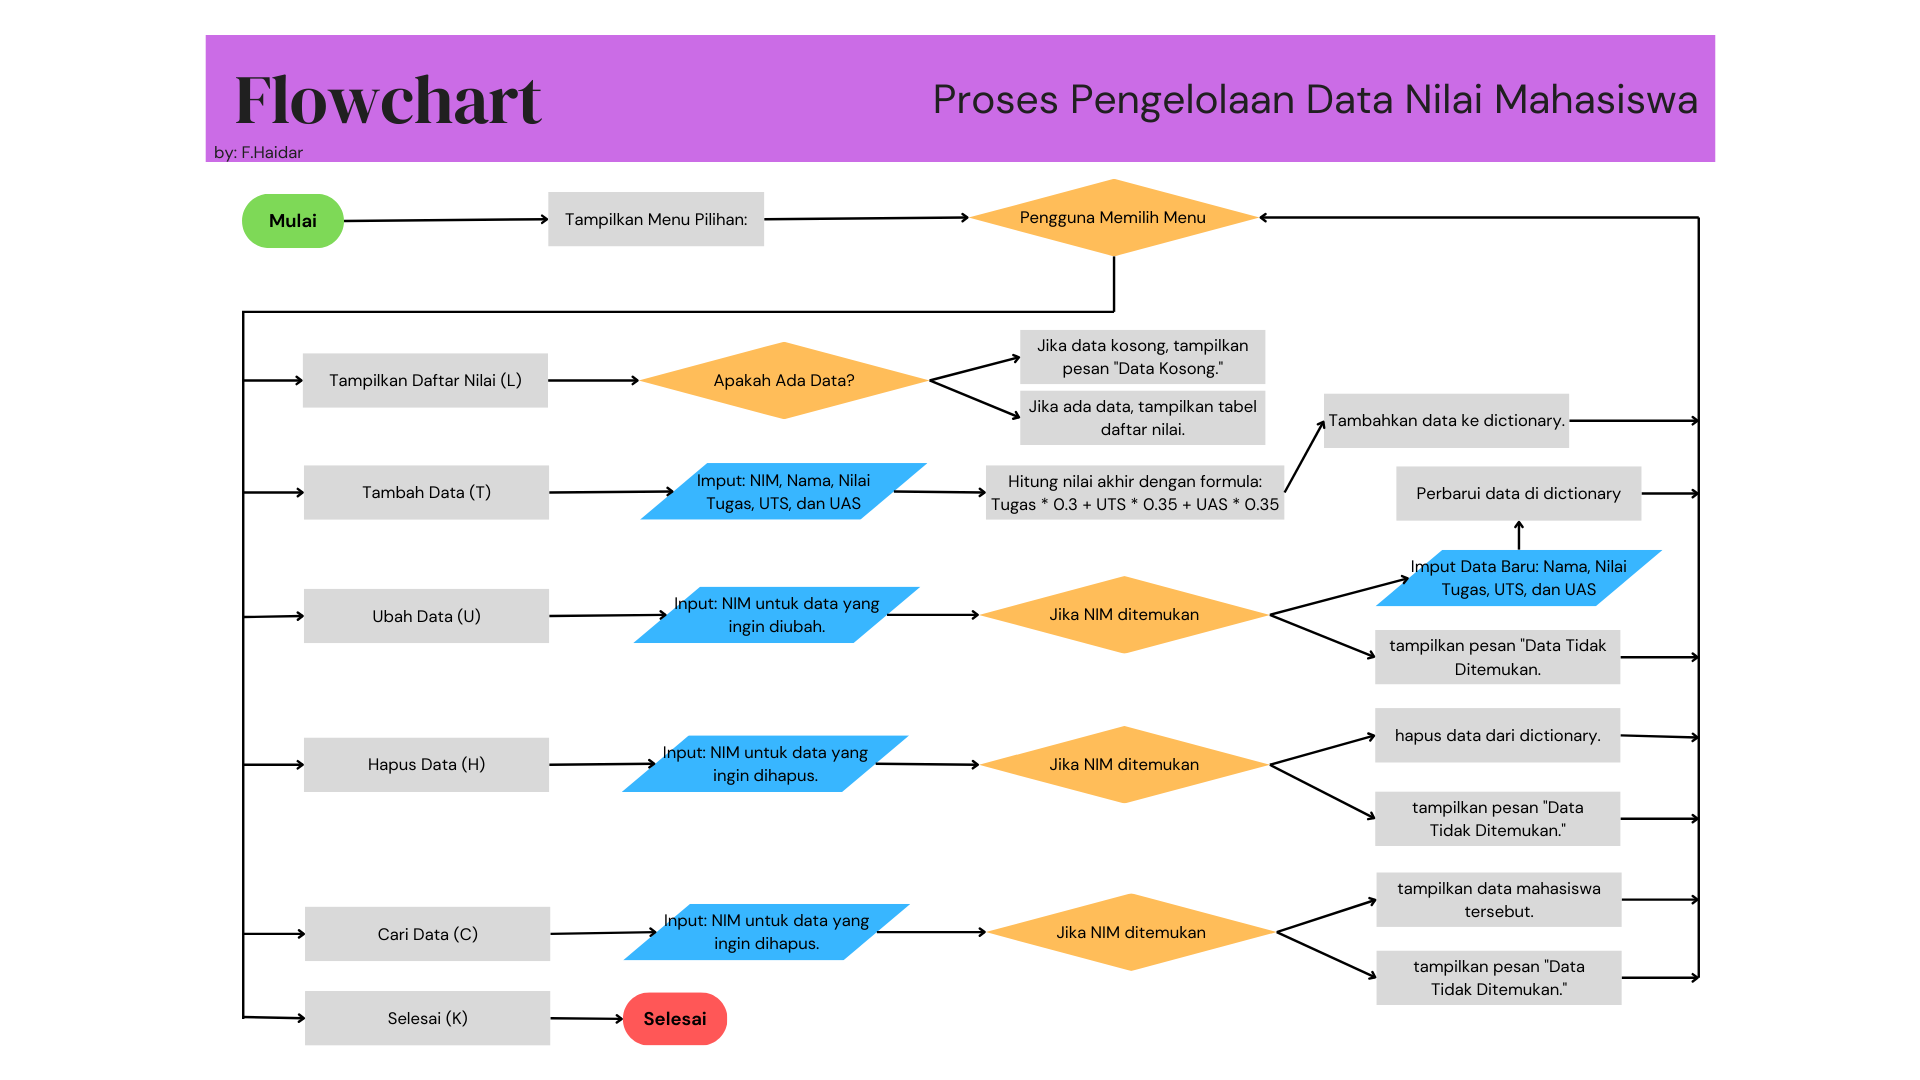 Flowchart
Proses Pengelolaan Data Nilai Mahasiswa
by: F.Haidar
Mulai
Tampilkan Menu Pilihan:
Pengguna Memilih Menu
Tampilkan Daftar Nilai (L)
Apakah Ada Data?
Jika data kosong, tampilkan
pesan "Data Kosong."
Jika ada data, tampilkan tabel
daftar nilai.
Tambah Data (T)
Imput: NIM, Nama, Nilai
Tugas, UTS, dan UAS
Hitung nilai akhir dengan formula:
Tugas * 0.3 + UTS * 0.35 + UAS * 0.35
Tambahkan data ke dictionary.
Ubah Data (U)
Input: NIM untuk data yang
ingin diubah.
Jika NIM ditemukan
Imput Data Baru: Nama, Nilai
Tugas, UTS, dan UAS
Perbarui data di dictionary
tampilkan pesan "Data Tidak
Ditemukan.
Hapus Data (H)
Input: NIM untuk data yang
ingin dihapus.
Jika NIM ditemukan
hapus data dari dictionary.
tampilkan pesan "Data
Tidak Ditemukan."
Cari Data (C)
Input: NIM untuk data yang
ingin dihapus.
Jika NIM ditemukan
tampilkan data mahasiswa
tersebut.
tampilkan pesan "Data
Tidak Ditemukan."
Selesai (K)
Selesai